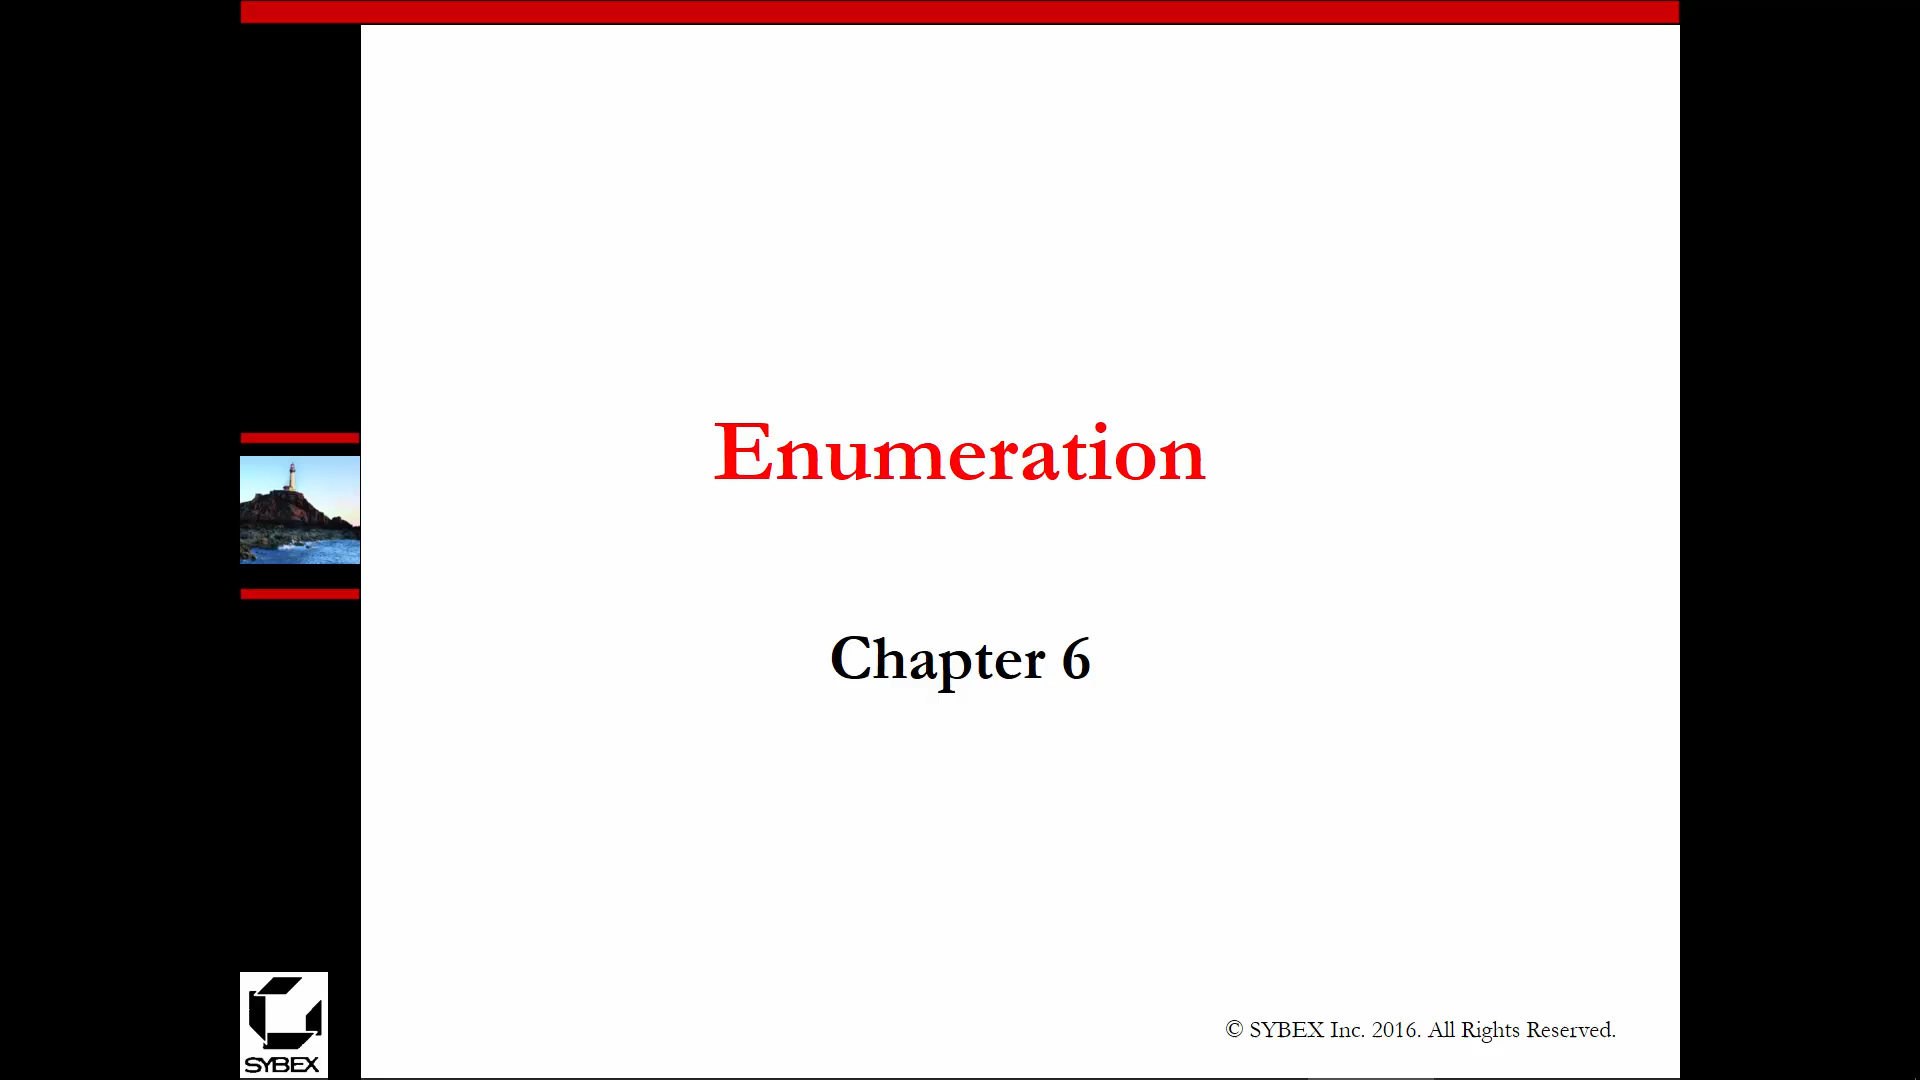 Enumeration
Chapter 6
SYBEX
© SYBEX Inc. 2016. All Rights Reserved.